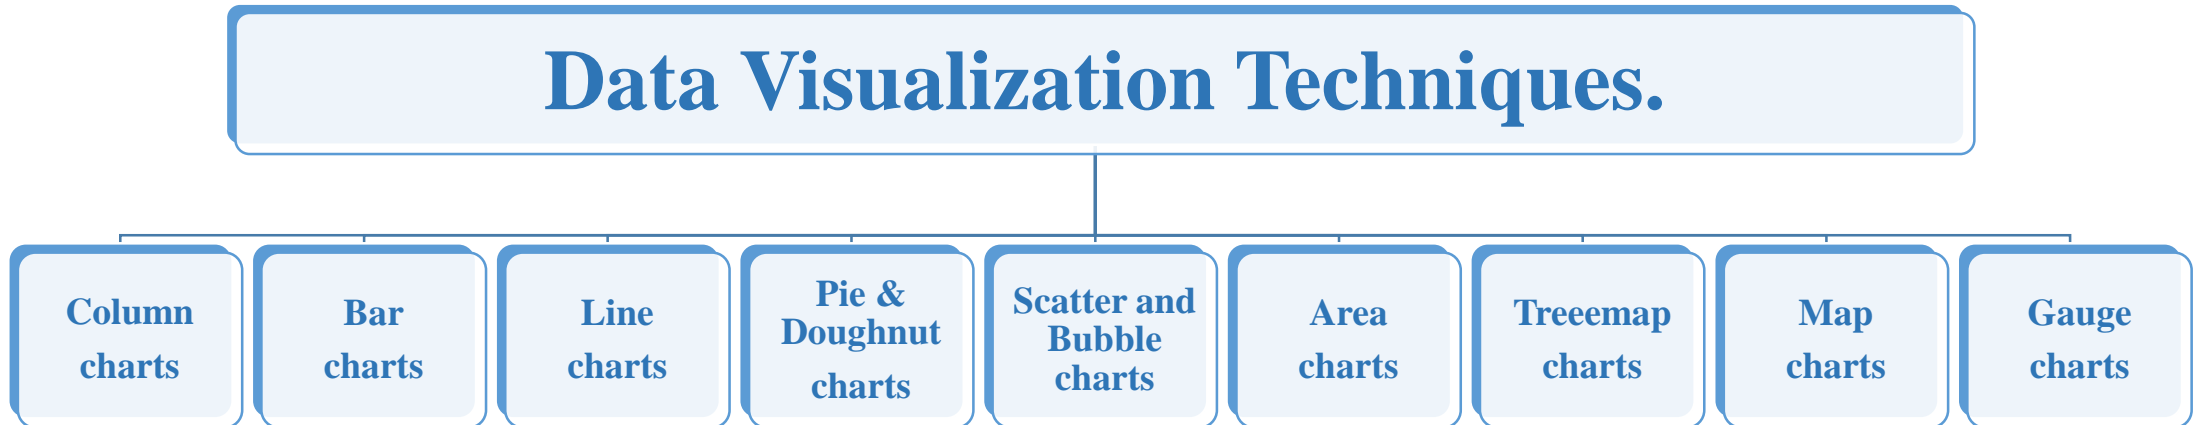 Data Visualization Techniques.
Column
charts
Bar
charts
Line
charts
Pie &
Doughnut
charts
Scatter and
Bubble
charts
Area
charts
Treeemap
charts
Map
charts
Gauge
charts